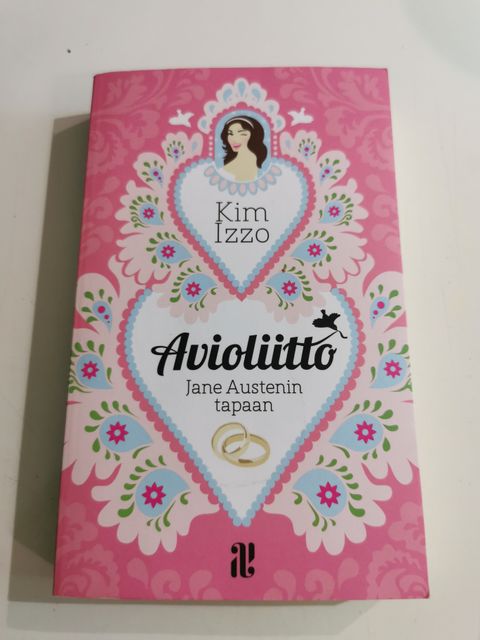 Kim
Izzo
Avioliitto
Jane Austenin
tapaan